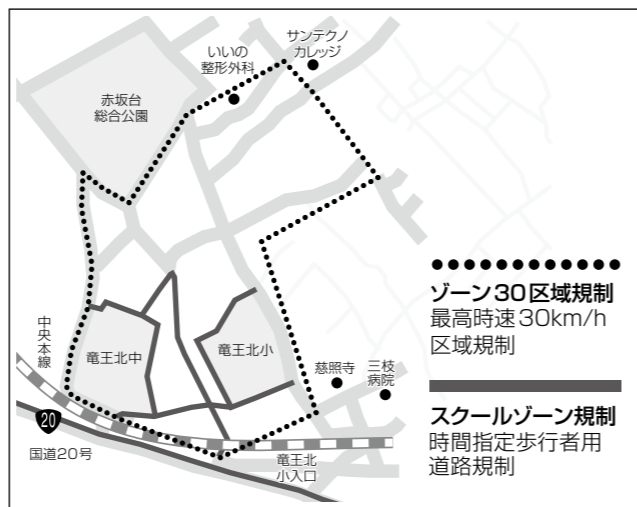 サンテクノ
カレッジ
いいの
整形外科
赤坂台
総合公園
ゾーン30区域規制
最高時速30km/h
区域規制
中央本線
竜王北中
竜王北小
慈照寺
三枝
病院
20
国道20号
竜王北
小入口
スクールゾーン規制
時間指定歩行者用
道路規制